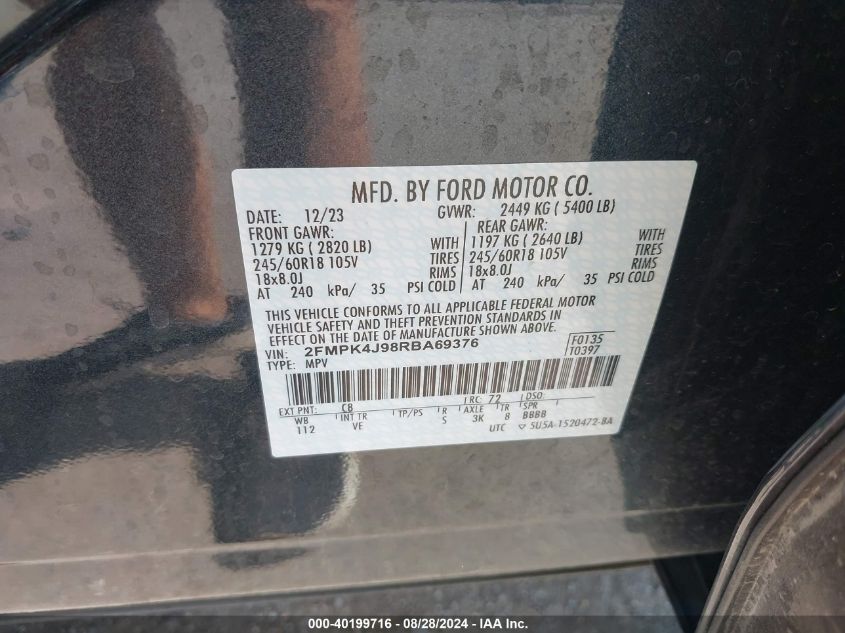 MFD. BY FORD MOTOR CO.
DATE: 12/23 GVWR: 2449 KG ( 5400 LB)
FRONT GAWR: REAR GAWR:
1279 KG ( 2820 LB) WITH 1197 KG ( 2640 LB) WITH
245/60R18 105V TIRES 245/60R18 105V TIRES
18x8.0J RIMS 18x8.0J RIMS
AT 240 kPa/ 35 PSI COLD AT 240 kPa/ 35 PSI COLD
THIS VEHICLE CONFORMS TO ALL APPLICABLE FEDERAL MOTOR
VEHICLE SAFETY AND THEFT PREVENTION STANDARDS IN
EFFECT ON THE DATE OF MANUFACTURE SHOWN ABOVE.
VIN: 2FMPK4J98RBA69376 F0135
TYPE: MPV T0397
EXT PNT: C8 RC: 72 DSO:
WB INT TR TP/PS R AXLE TR SPR
112 VE S 3K 8 BBBB
UTC SU5A-1520472-BA
000-40199716 - 08/28/2024 - IAA Inc.